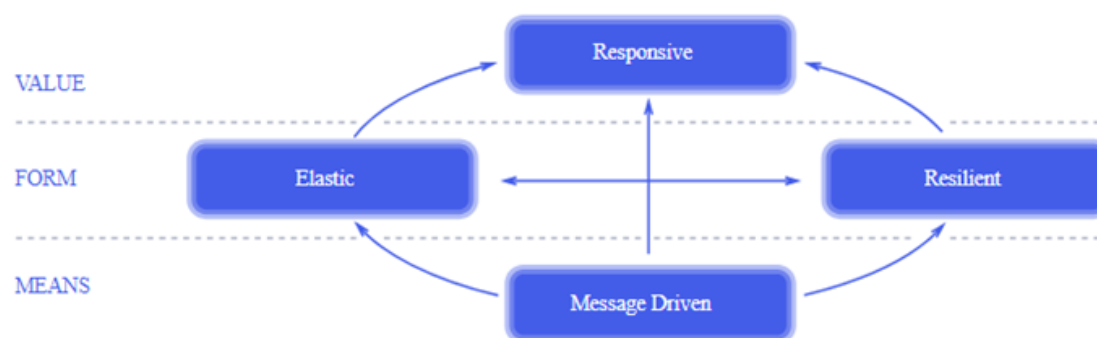 Responsive
VALUE
FORM
Elastic
Resilient
MEANS
Message Driven